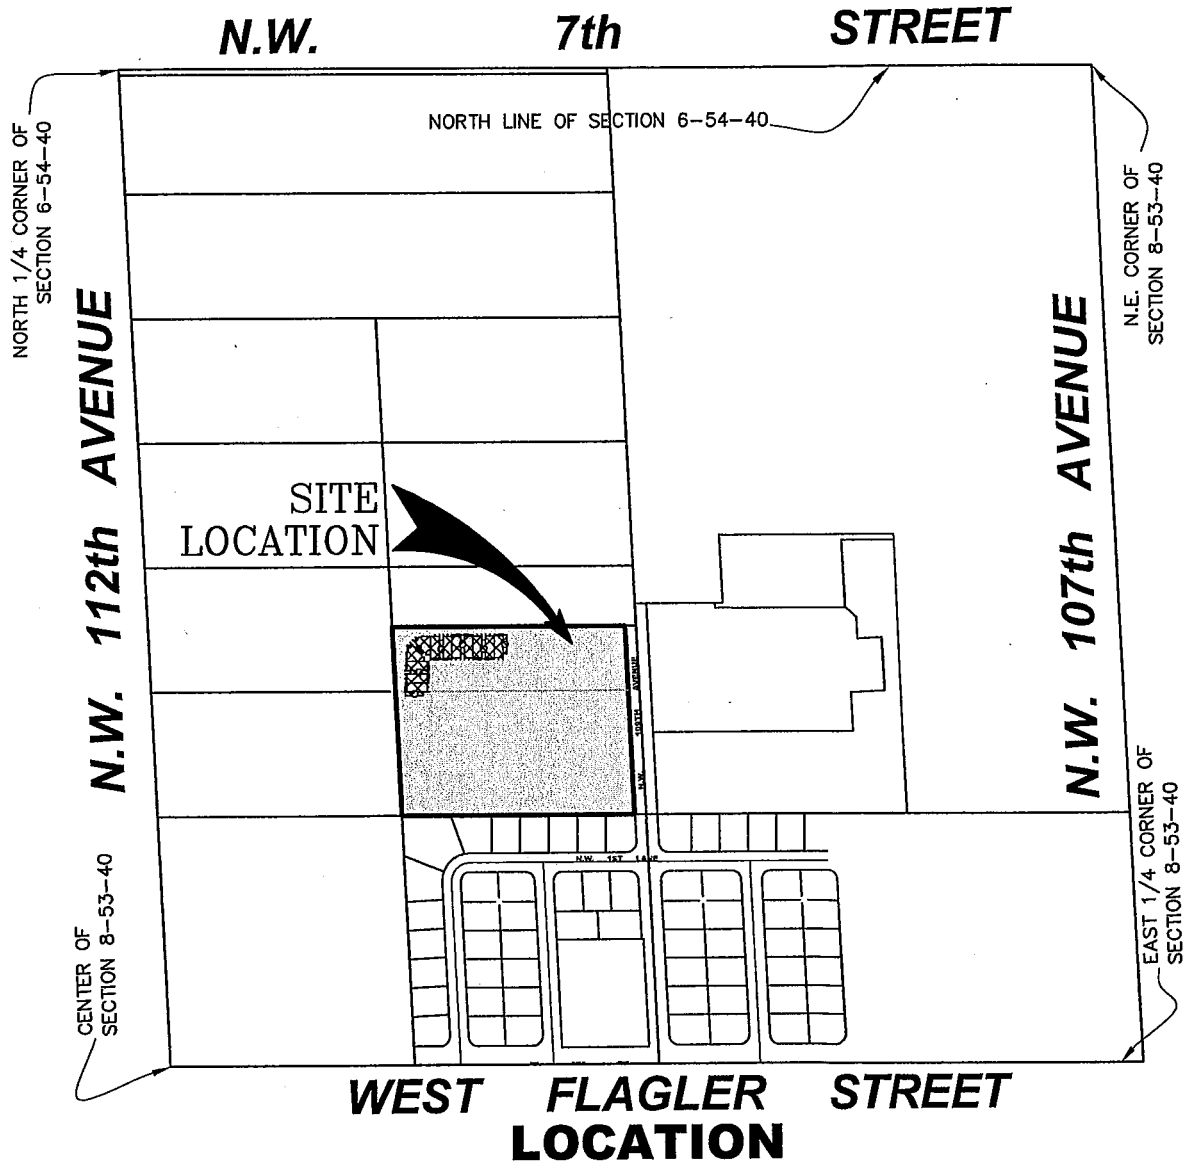 N.W. 7th STREET
NORTH LINE OF SECTION 6-54-40
NORTH 1/4 CORNER OF
SECTION 6-54-40
N.E. CORNER OF
SECTION 8-53-40
N.W. 112th AVENUE
N.W. 107th AVENUE
SITE
LOCATION
N.W. 109TH AVENUE
N.W. 1ST LANE
CENTER OF
SECTION 8-53-40
EAST 1/4 CORNER OF
SECTION 8-53-40
WEST FLAGLER STREET
LOCATION